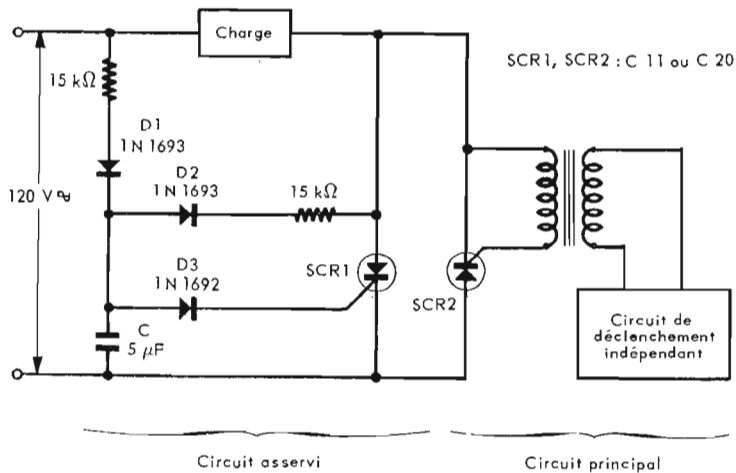 Charge
SCR1, SCR2 : C 11 ou C 20
15 kΩ
D1
1N 1693
D2
1N 1693
15 kΩ
120 V
D3
1N 1692
SCR1
SCR2
C
5 µF
Circuit de
déclenchement
indépendant
Circuit asservi
Circuit principal